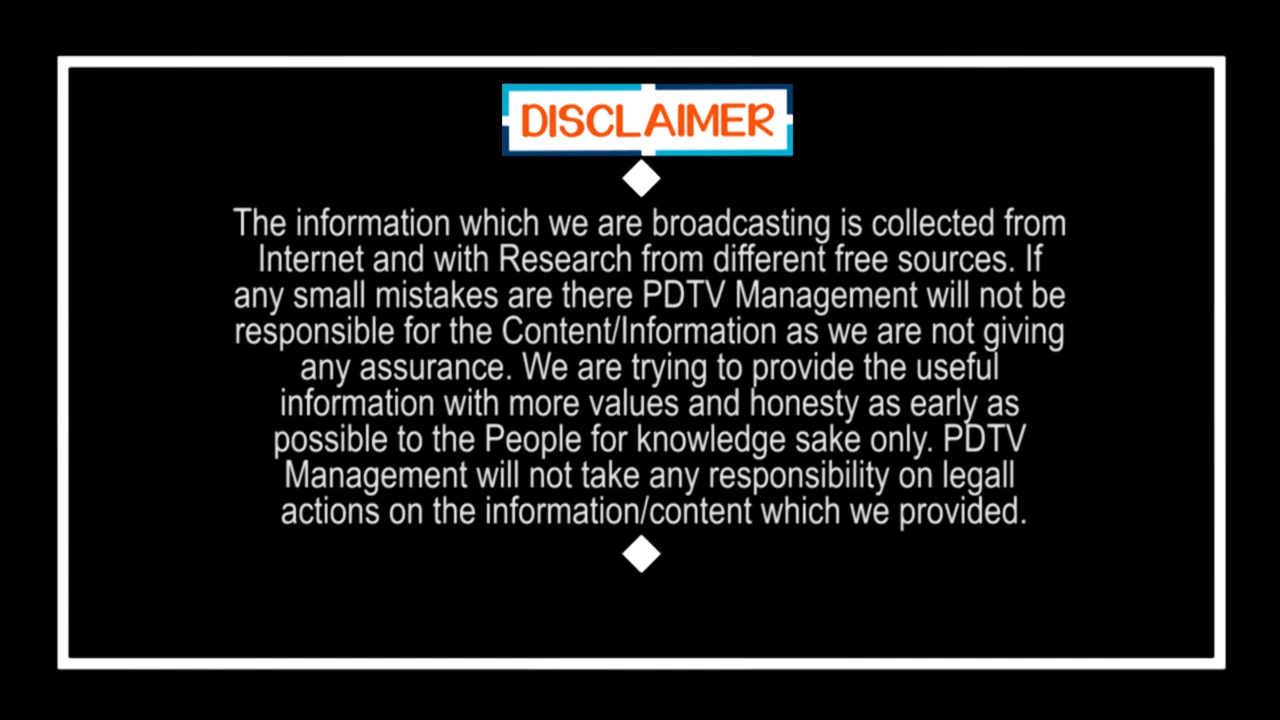 DISCLAIMER
The information which we are broadcasting is collected from
Internet and with Research from different free sources. If
any small mistakes are there PDTV Management will not be
responsible for the Content/Information as we are not giving
any assurance. We are trying to provide the useful
information with more values and honesty as early as
possible to the People for knowledge sake only. PDTV
Management will not take any responsibility on legall
actions on the information/content which we provided.